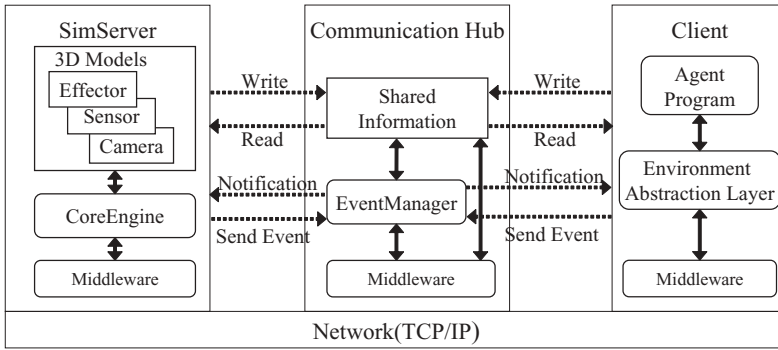 SimServer
3D Models
Effector
Sensor
Camera
CoreEngine
Middleware
Write
Read
Notification
Send Event
Communication Hub
Shared
Information
EventManager
Middleware
Write
Read
Notification
Send Event
Client
Agent
Program
Environment
Abstraction Layer
Middleware
Network(TCP/IP)